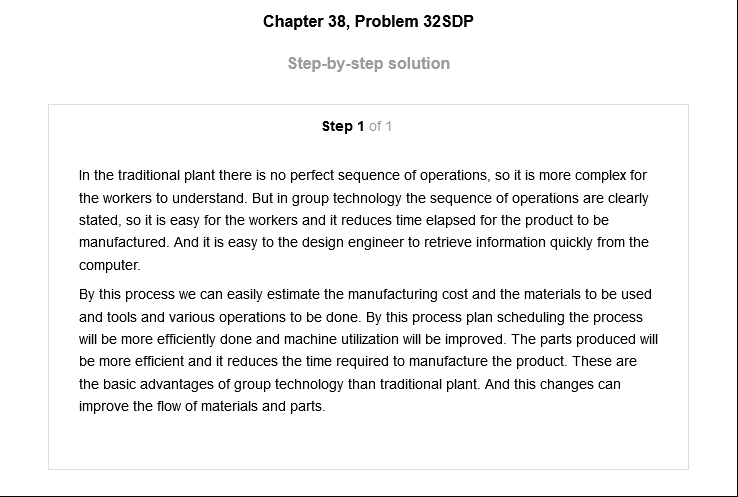 Chapter 38, Problem 32SDP
Step-by-step solution
Step 1 of 1
In the traditional plant there is no perfect sequence of operations, so it is more complex for
the workers to understand. But in group technology the sequence of operations are clearly
stated, so it is easy for the workers and it reduces time elapsed for the product to be
manufactured. And it is easy to the design engineer to retrieve information quickly from the
computer.
By this process we can easily estimate the manufacturing cost and the materials to be used
and tools and various operations to be done. By this process plan scheduling the process
will be more efficiently done and machine utilization will be improved. The parts produced will
be more efficient and it reduces the time required to manufacture the product. These are
the basic advantages of group technology than traditional plant. And this changes can
improve the flow of materials and parts.